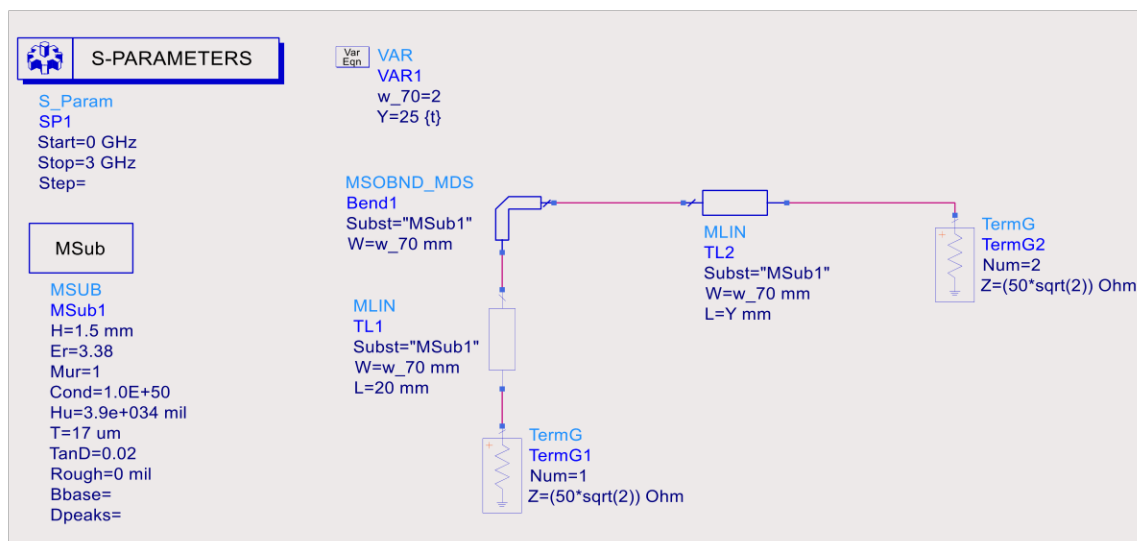 S-PARAMETERS
S_Param
SP1
Start=0 GHz
Stop=3 GHz
Step=
Var
Eqn
VAR
VAR1
w_70=2
Y=25 {t}
MSub
MSUB
MSub1
H=1.5 mm
Er=3.38
Mur=1
Cond=1.0E+50
Hu=3.9e+034 mil
T=17 um
TanD=0.02
Rough=0 mil
Bbase=
Dpeaks=
MSOBND_MDS
Bend1
Subst="MSub1"
W=w_70 mm
MLIN
TL2
Subst="MSub1"
W=w_70 mm
L=Y mm
TermG
TermG2
Num=2
Z=(50*sqrt(2)) Ohm
MLIN
TL1
Subst="MSub1"
W=w_70 mm
L=20 mm
TermG
TermG1
Num=1
Z=(50*sqrt(2)) Ohm